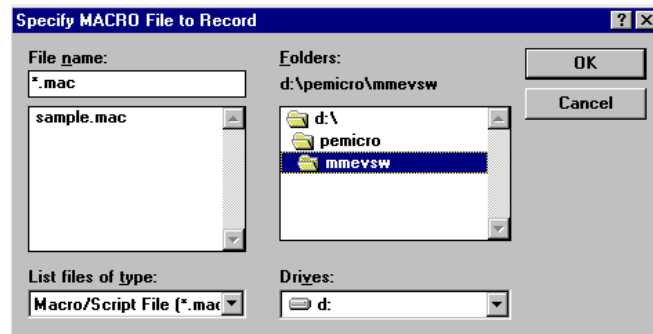 Specify MACRO File to Record
File name:
*.mac
sample.mac
List files of type:
Macro/Script File (*.mac
Folders:
d:\pemicro\mmevsw
d:\
pemicro
mmevsw
Drives:
d:
OK
Cancel